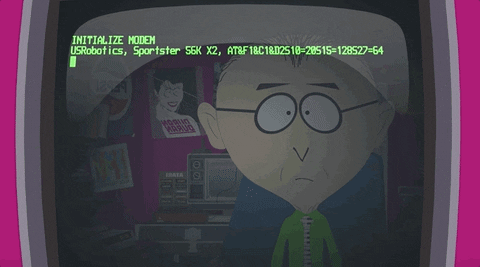 INITIALIZE MODEM
USRobotics, Sportster 56K X2, AT&F1&C1&D2S10=20S15=128S27=64